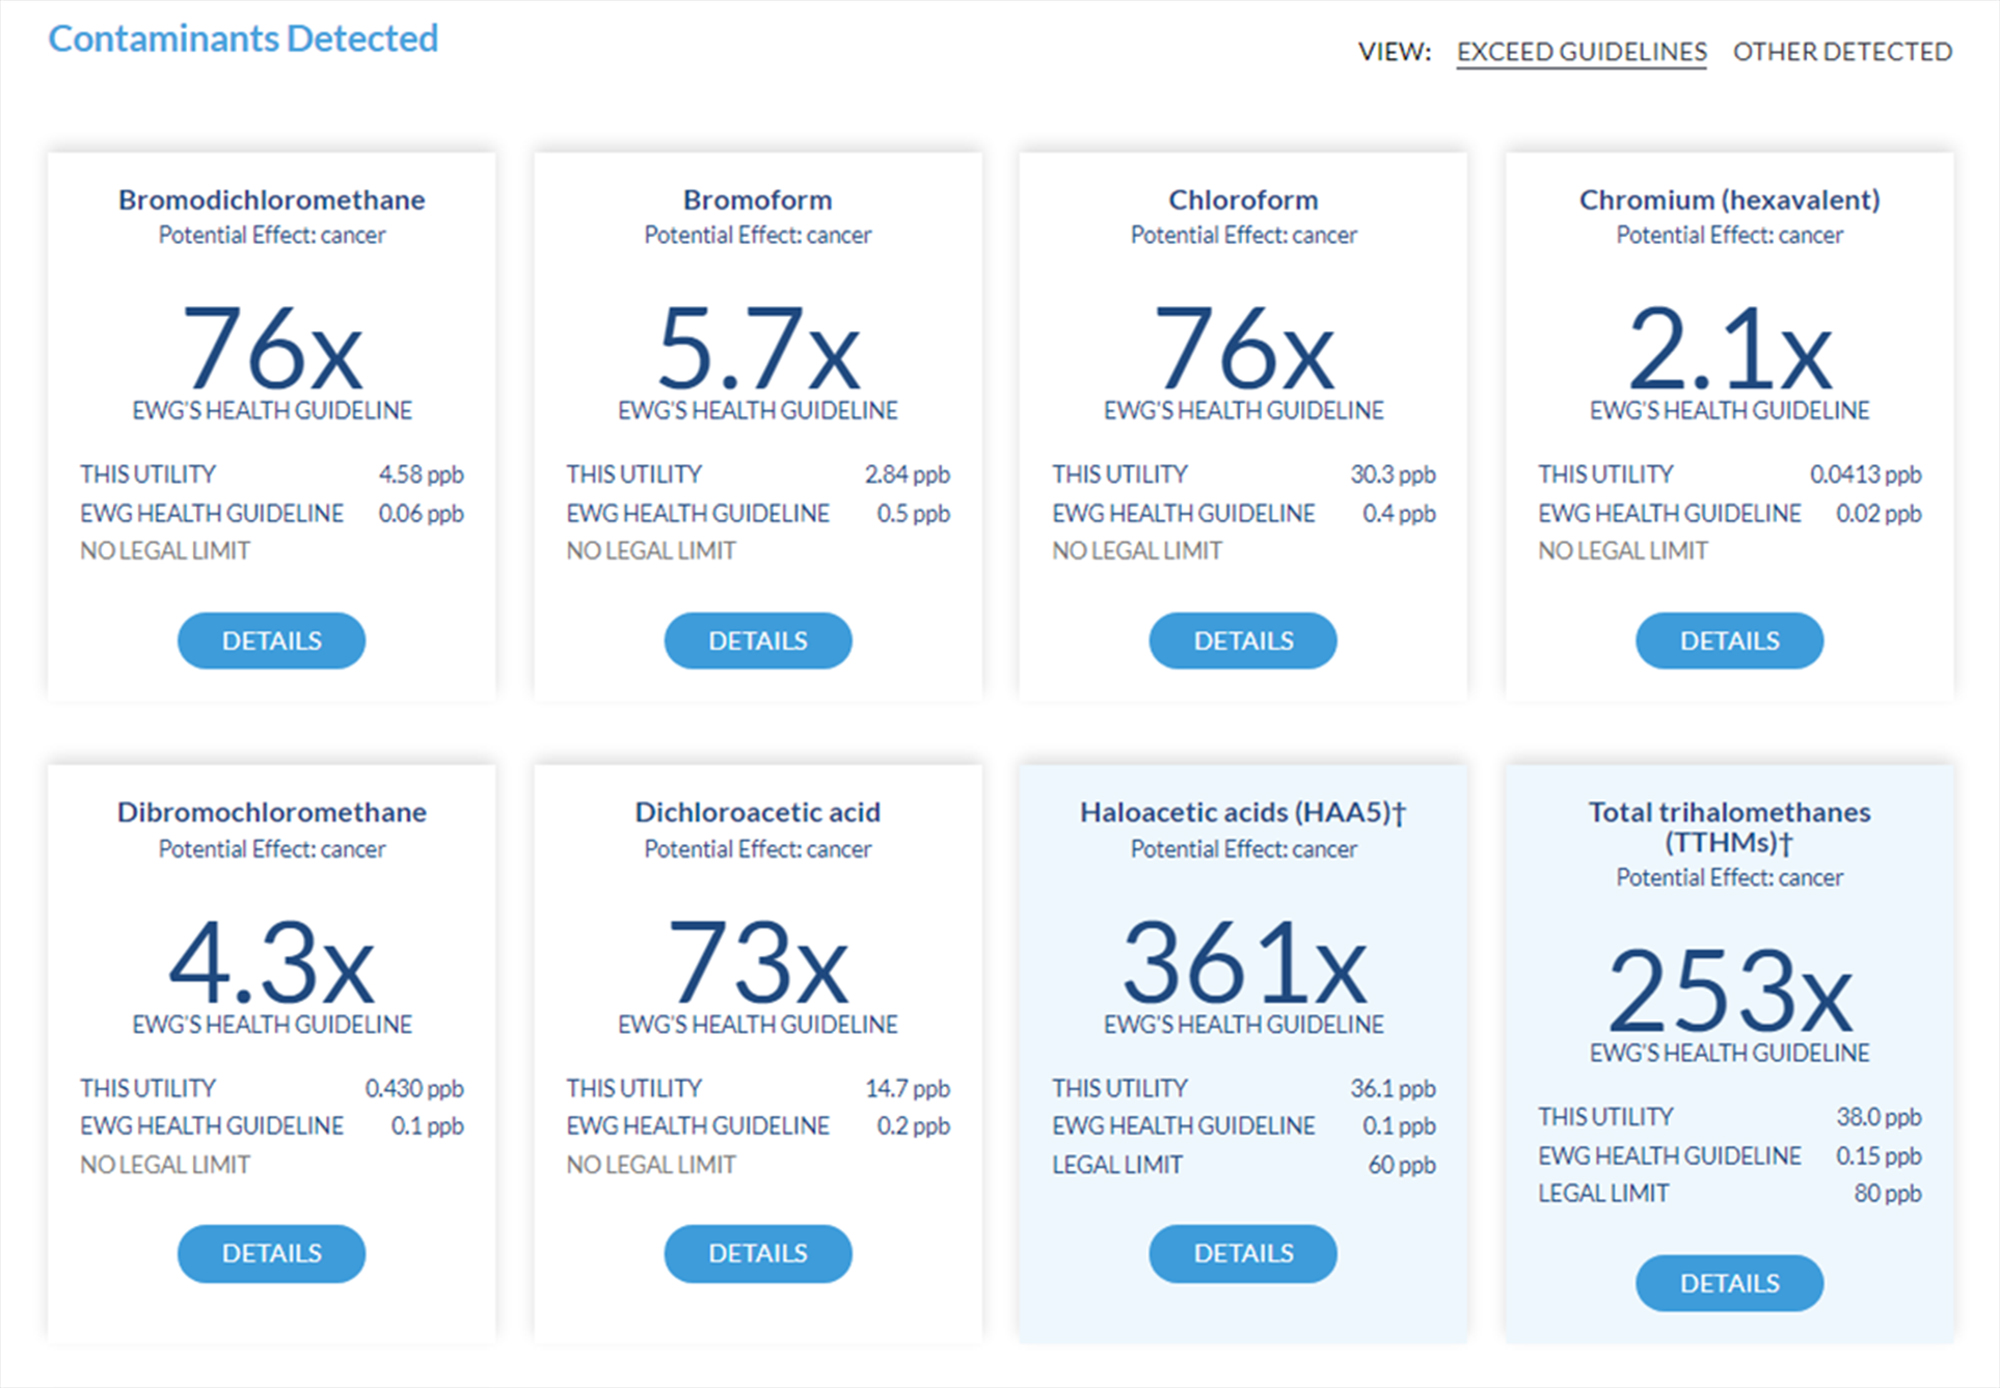 Contaminants Detected
VIEW: EXCEED GUIDELINES OTHER DETECTED
Bromodichloromethane
Potential Effect: cancer
76x
EWG'S HEALTH GUIDELINE
THIS UTILITY 4.58 ppb
EWG HEALTH GUIDELINE 0.06 ppb
NO LEGAL LIMIT
DETAILS
Bromoform
Potential Effect: cancer
5.7x
EWG'S HEALTH GUIDELINE
THIS UTILITY 2.84 ppb
EWG HEALTH GUIDELINE 0.5 ppb
NO LEGAL LIMIT
DETAILS
Chloroform
Potential Effect: cancer
76x
EWG'S HEALTH GUIDELINE
THIS UTILITY 30.3 ppb
EWG HEALTH GUIDELINE 0.4 ppb
NO LEGAL LIMIT
DETAILS
Chromium (hexavalent)
Potential Effect: cancer
2.1x
EWG'S HEALTH GUIDELINE
THIS UTILITY 0.0413 ppb
EWG HEALTH GUIDELINE 0.02 ppb
NO LEGAL LIMIT
DETAILS
Dibromochloromethane
Potential Effect: cancer
4.3x
EWG'S HEALTH GUIDELINE
THIS UTILITY 0.430 ppb
EWG HEALTH GUIDELINE 0.1 ppb
NO LEGAL LIMIT
DETAILS
Dichloroacetic acid
Potential Effect: cancer
73x
EWG'S HEALTH GUIDELINE
THIS UTILITY 14.7 ppb
EWG HEALTH GUIDELINE 0.2 ppb
NO LEGAL LIMIT
DETAILS
Haloacetic acids (HAA5)†
Potential Effect: cancer
361x
EWG'S HEALTH GUIDELINE
THIS UTILITY 36.1 ppb
EWG HEALTH GUIDELINE 0.1 ppb
LEGAL LIMIT 60 ppb
DETAILS
Total trihalomethanes
(TTHMs)†
Potential Effect: cancer
253x
EWG'S HEALTH GUIDELINE
THIS UTILITY 38.0 ppb
EWG HEALTH GUIDELINE 0.15 ppb
LEGAL LIMIT 80 ppb
DETAILS